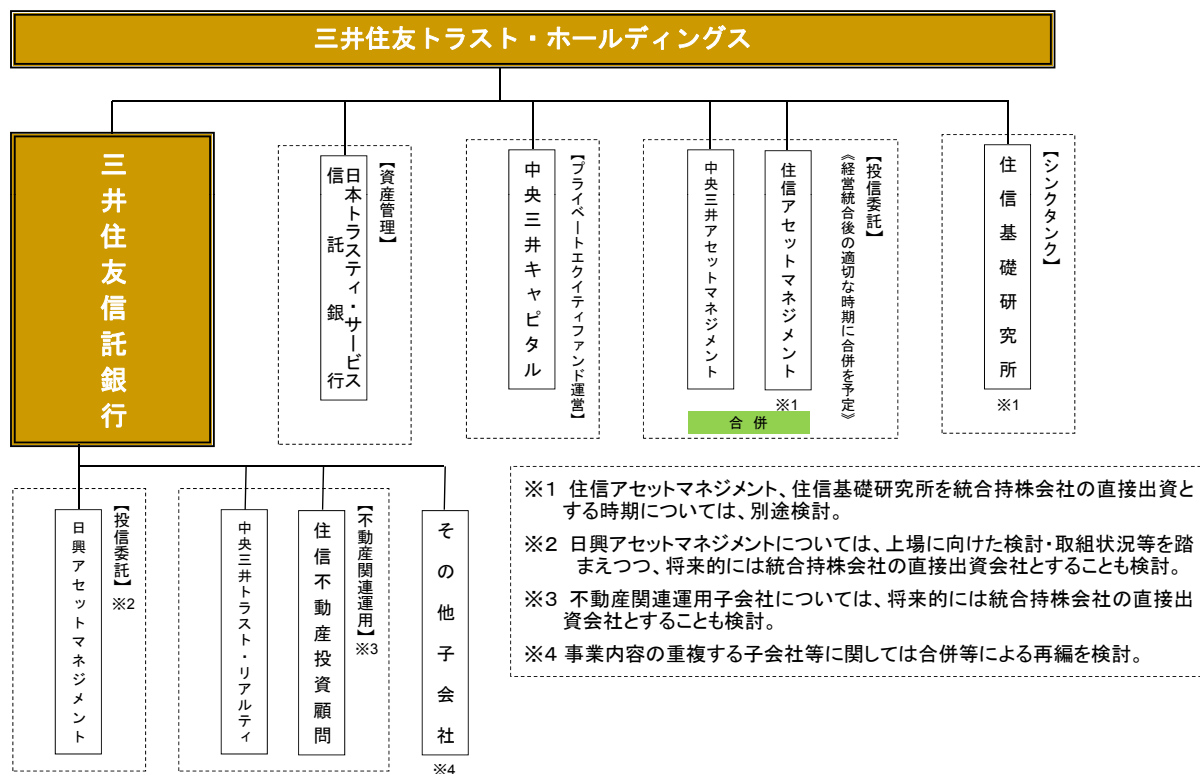 三井住友トラスト・ホールディングス
三井住友信託銀行
【資産管理】
日本トラスティ・サービス
信託銀行
【プライベートエクイティファンド運営】
中央三井キャピタル
【投信委託】
《経営統合後の適切な時期に合併を予定》
住信アセットマネジメント
※1
中央三井アセットマネジメント
合併
【シンクタンク】
住信基礎研究所
※1
【投信委託】
※2
日興アセットマネジメント
【不動産関連運用】
※3
住信不動産投資顧問
中央三井トラスト・リアルティ
その他子会社
※4
※1 住信アセットマネジメント、住信基礎研究所を統合持株会社の直接出資と
する時期については、別途検討。
※2 日興アセットマネジメントについては、上場に向けた検討・取組状況等を踏
まえつつ、将来的には統合持株会社の直接出資会社とすることも検討。
※3 不動産関連運用子会社については、将来的には統合持株会社の直接出
資会社とすることも検討。
※4 事業内容の重複する子会社等に関しては合併等による再編を検討。